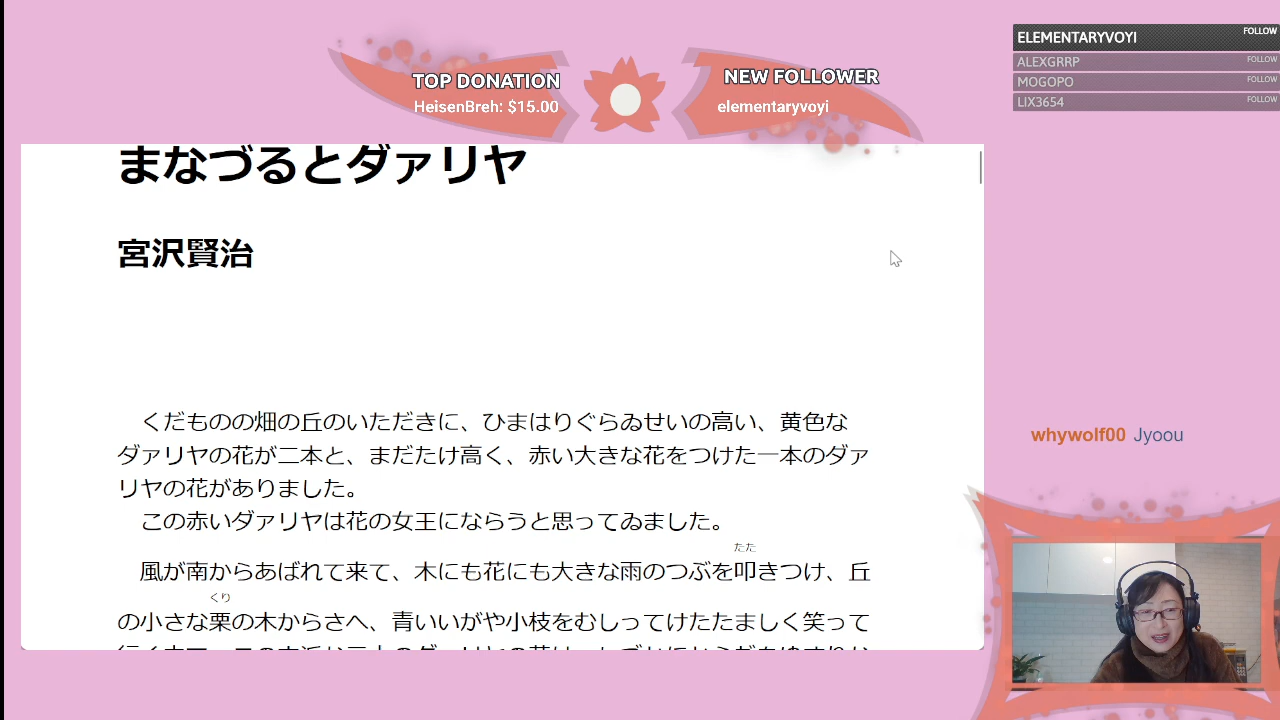 TOP DONATION
HeisenBreh: $15.00
NEW FOLLOWER
elementaryvoyi
ELEMENTARYVOYI FOLLOW
ALEXGRRP FOLLOW
MOGOPO FOLLOW
LIX3654 FOLLOW
まなづるとダァリヤ
宮沢賢治
くだものの畑の丘のいただきに、ひまはりぐらゐせいの高い、黄色な
ダァリヤの花が二本と、まだたけ高く、赤い大きな花をつけた一本のダァ
リヤの花がありました。
この赤いダァリヤは花の女王にならうと思ってゐました。
たた
風が南からあばれて来て、木にも花にも大きな雨のつぶを叩きつけ、丘
くり
の小さな栗の木からさへ、青いいがや小枝をむしってけたたましく笑って
whywolf00 Jyoou